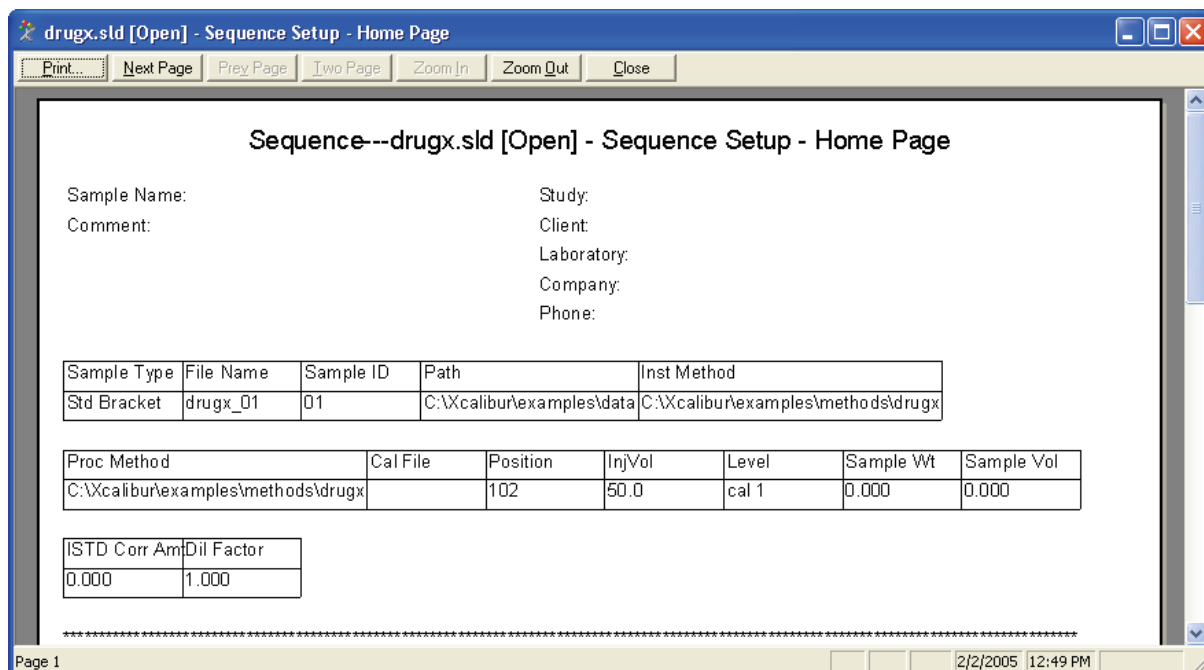 drugx.sld [Open] - Sequence Setup - Home Page
Print... Next Page Prev Page Two Page Zoom In Zoom Out Close
Sequence---drugx.sld [Open] - Sequence Setup - Home Page
Sample Name: Study:
Comment: Client:
Laboratory:
Company:
Phone:
Sample Type File Name Sample ID Path Inst Method
Std Bracket drugx_01 01 C:\Xcalibur\examples\data C:\Xcalibur\examples\methods\drugx
Proc Method Cal File Position InjVol Level Sample Wt Sample Vol
C:\Xcalibur\examples\methods\drugx 102 50.0 cal 1 0.000 0.000
ISTD Corr Am Dil Factor
0.000 1.000
Page 1 2/2/2005 12:49 PM